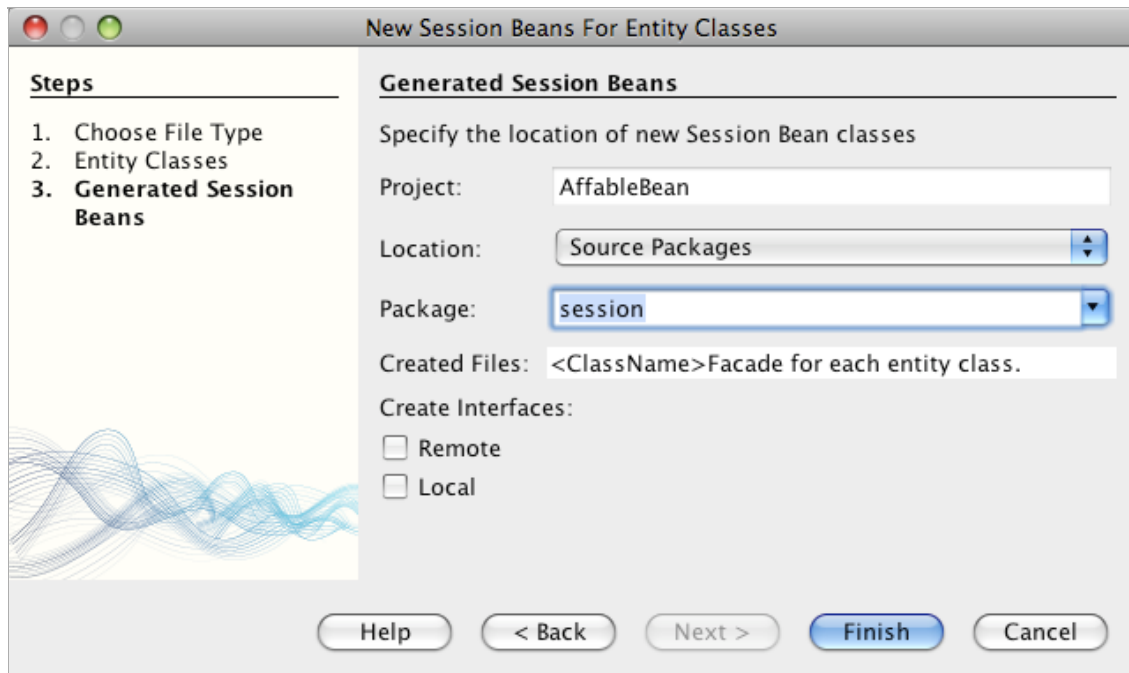 New Session Beans For Entity Classes
Steps
1. Choose File Type
2. Entity Classes
3. Generated Session
Beans
Generated Session Beans
Specify the location of new Session Bean classes
Project: AffableBean
Location: Source Packages
Package: session
Created Files: <ClassName>Facade for each entity class.
Create Interfaces:
Remote
Local
Help < Back Next > Finish Cancel